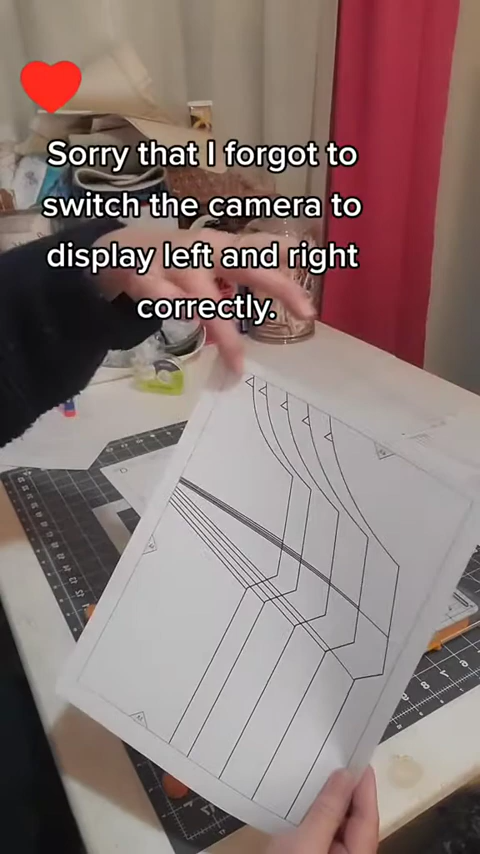 Sorry that I forgot to
switch the camera to
display left and right
correctly.